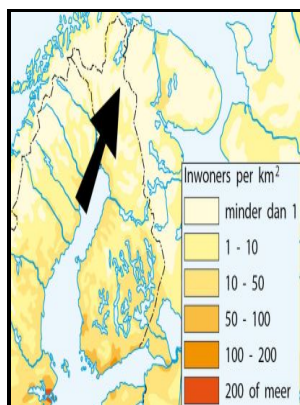 Inwoners per km²
minder dan 1
1 - 10
10 - 50
50 - 100
100 - 200
200 of meer